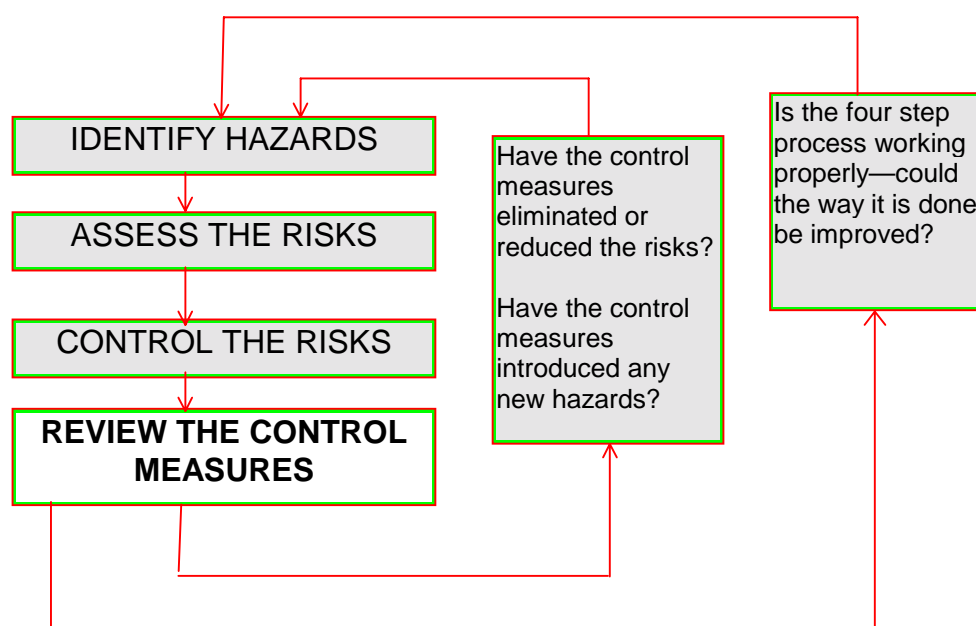 IDENTIFY HAZARDS
ASSESS THE RISKS
CONTROL THE RISKS
REVIEW THE CONTROL
MEASURES
Have the control
measures
eliminated or
reduced the risks?
Have the control
measures
introduced any
new hazards?
Is the four step
process working
properly—could
the way it is done
be improved?